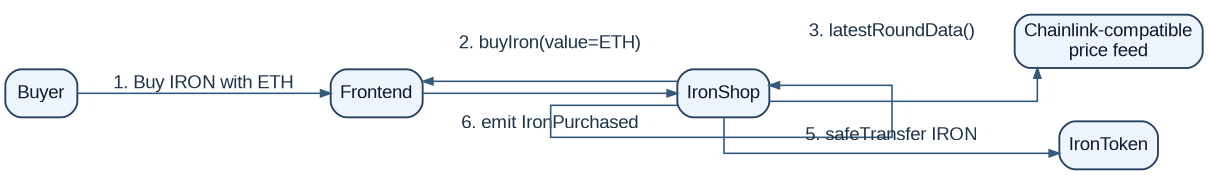 3. latestRoundData()
Chainlink-compatible
price feed
2. buyIron(value=ETH)
1. Buy IRON with ETH
Buyer
Frontend
IronShop
6. emit IronPurchased
5. safeTransfer IRON
IronToken